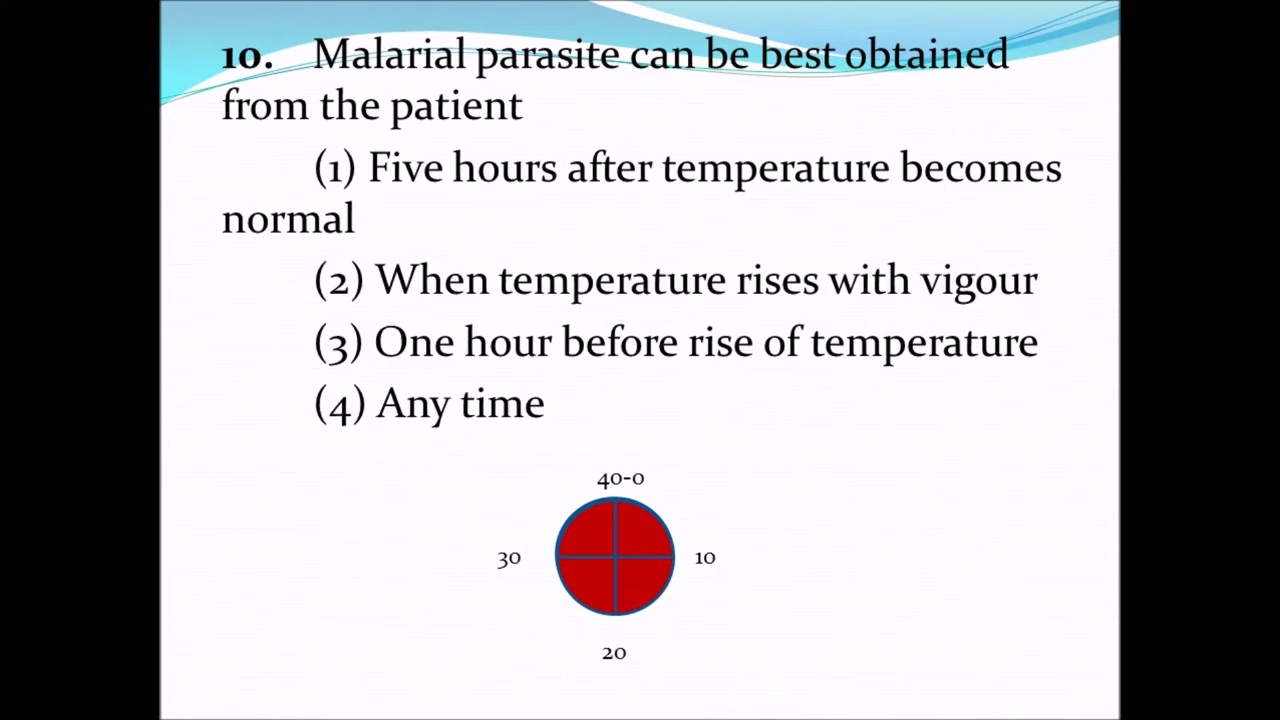 10. Malarial parasite can be best obtained
from the patient
(1) Five hours after temperature becomes
normal
(2) When temperature rises with vigour
(3) One hour before rise of temperature
(4) Any time
40-0
30
10
20